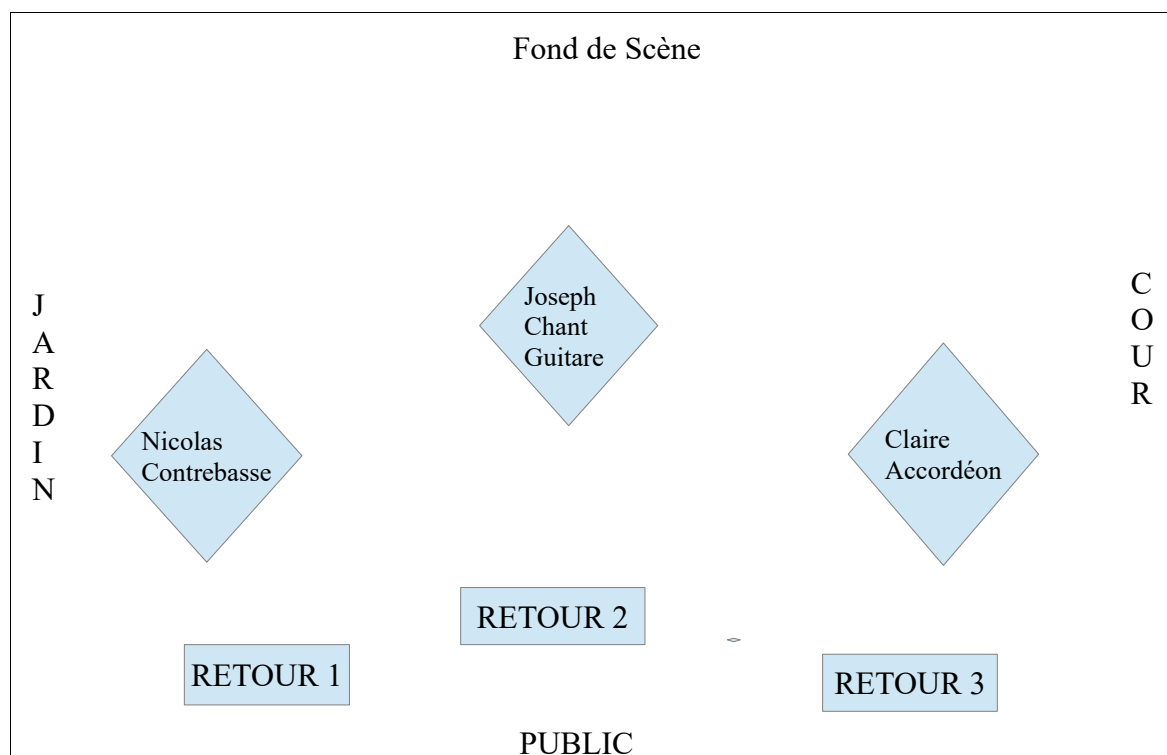 Fond de Scène
Joseph
Chant
Guitare
J
A
R
D
I
N
C
O
U
R
Nicolas
Contrebasse
Claire
Accordéon
RETOUR 2
RETOUR 1
RETOUR 3
PUBLIC